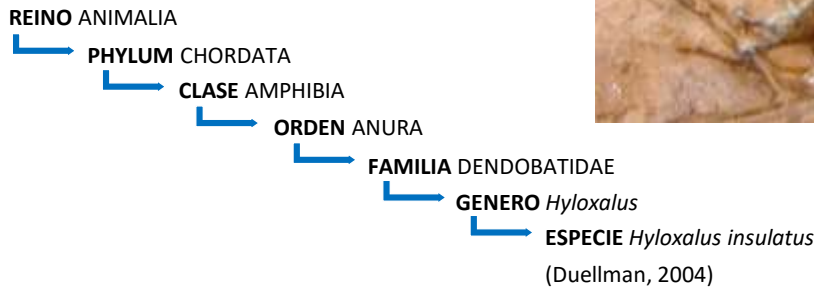 REINO ANIMALIA
PHYLUM CHORDATA
CLASE AMPHIBIA
ORDEN ANURA
FAMILIA DENDOBATIDAE
GENERO Hyloxalus
ESPECIE Hyloxalus insulatus
(Duellman, 2004)